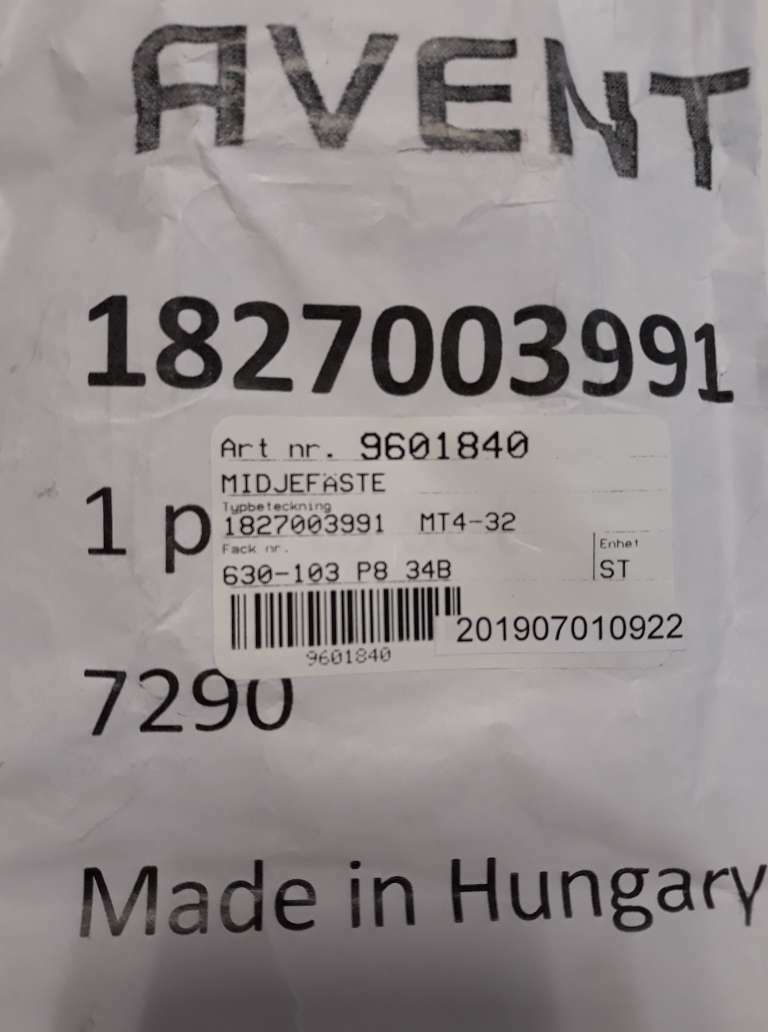 AVENT
1827003991
Art nr. 9601840
MIDJEFÄSTE
Typbeteckning
1827003991 MT4-32
Fack nr.
Enhet
630-103 P8 34B
ST
1 p
201907010922
9601840
7290
Made in Hungary